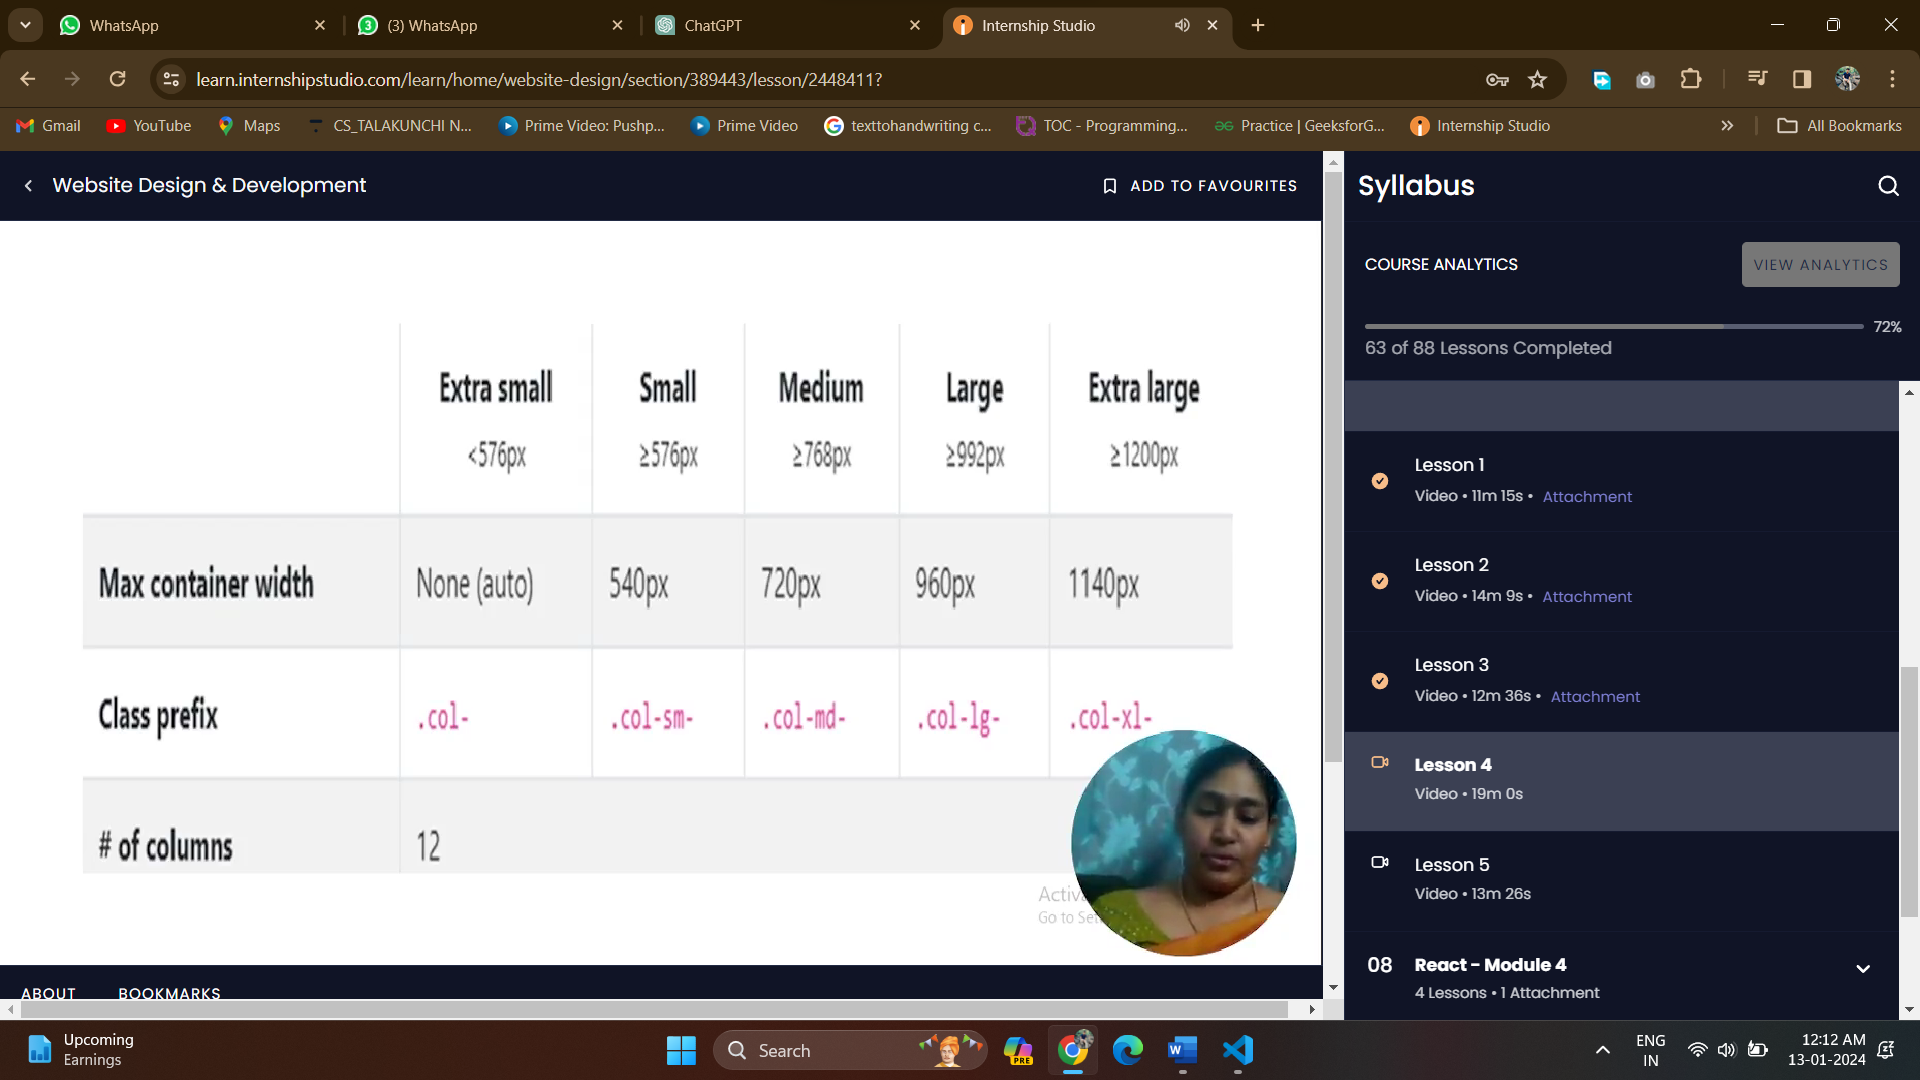 WhatsApp
(3) WhatsApp
ChatGPT
Internship Studio
learn.internshipstudio.com/learn/home/website-design/section/389443/lesson/2448411?
Gmail
YouTube
Maps
CS_TALAKUNCHI N...
Prime Video: Pushp...
Prime Video
texttohandwriting c...
TOC - Programming...
Practice | GeeksforG...
Internship Studio
All Bookmarks
Website Design & Development
ADD TO FAVOURITES
Extra small
<576px
Small
≥576px
Medium
≥768px
Large
≥992px
Extra large
≥1200px
Max container width None (auto) 540px 720px 960px 1140px
Class prefix .col- .col-sm- .col-md- .col-lg- .col-xl-
# of columns 12
Go to
ABOUT BOOKMARKS
Syllabus
COURSE ANALYTICS
VIEW ANALYTICS
72%
63 of 88 Lessons Completed
Lesson 1
Video • 11m 15s • Attachment
Lesson 2
Video • 14m 9s • Attachment
Lesson 3
Video • 12m 36s • Attachment
Lesson 4
Video • 19m 0s
Lesson 5
Video • 13m 26s
08 React - Module 4
4 Lessons • 1 Attachment
Upcoming
Earnings
Search
PRE
ENG
IN
12:12 AM
13-01-2024